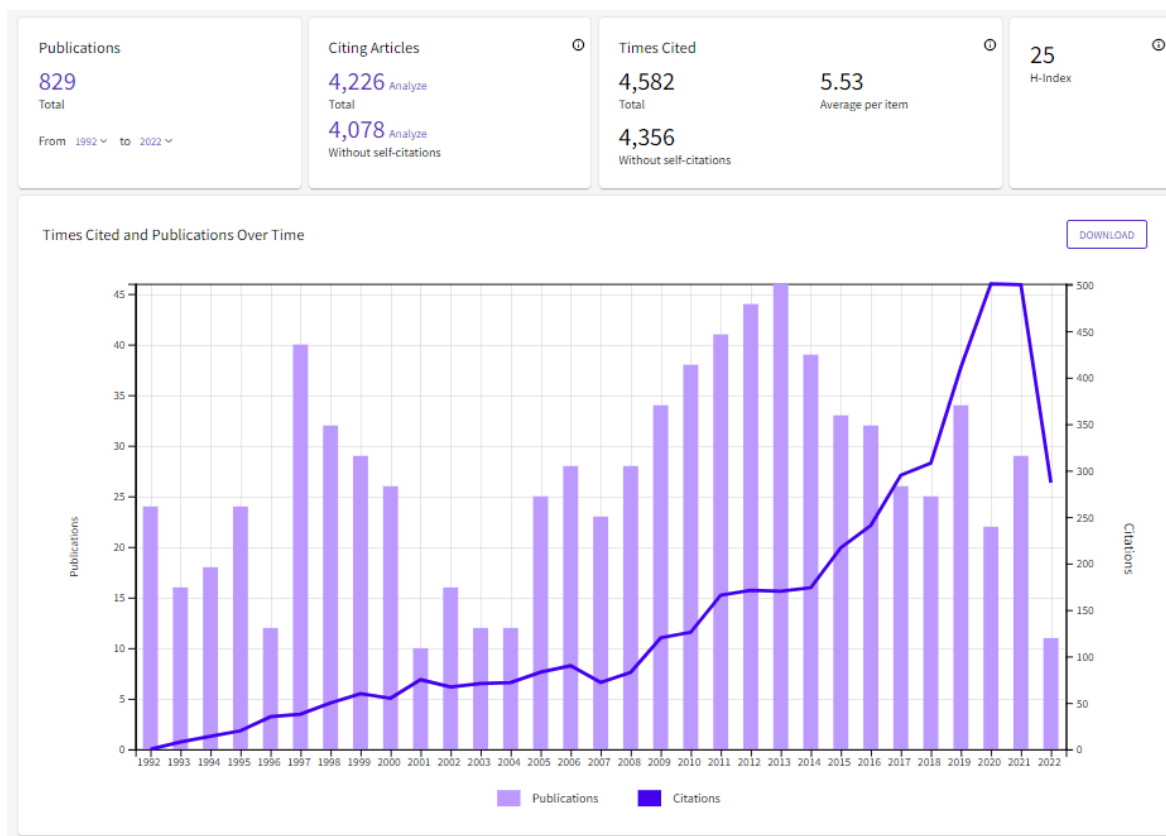 Publications
829
Total
From 1992 to 2022
Citing Articles
4,226 Analyze
Total
4,078 Analyze
Without self-citations
Times Cited
4,582
Total
5.53
Average per item
4,356
Without self-citations
25
H-Index
Times Cited and Publications Over Time
DOWNLOAD
45
40
35
30
25
20
15
10
5
0
Publications
500
450
400
350
300
250
200
150
100
50
0
Citations
1992 1993 1994 1995 1996 1997 1998 1999 2000 2001 2002 2003 2004 2005 2006 2007 2008 2009 2010 2011 2012 2013 2014 2015 2016 2017 2018 2019 2020 2021 2022
Publications Citations